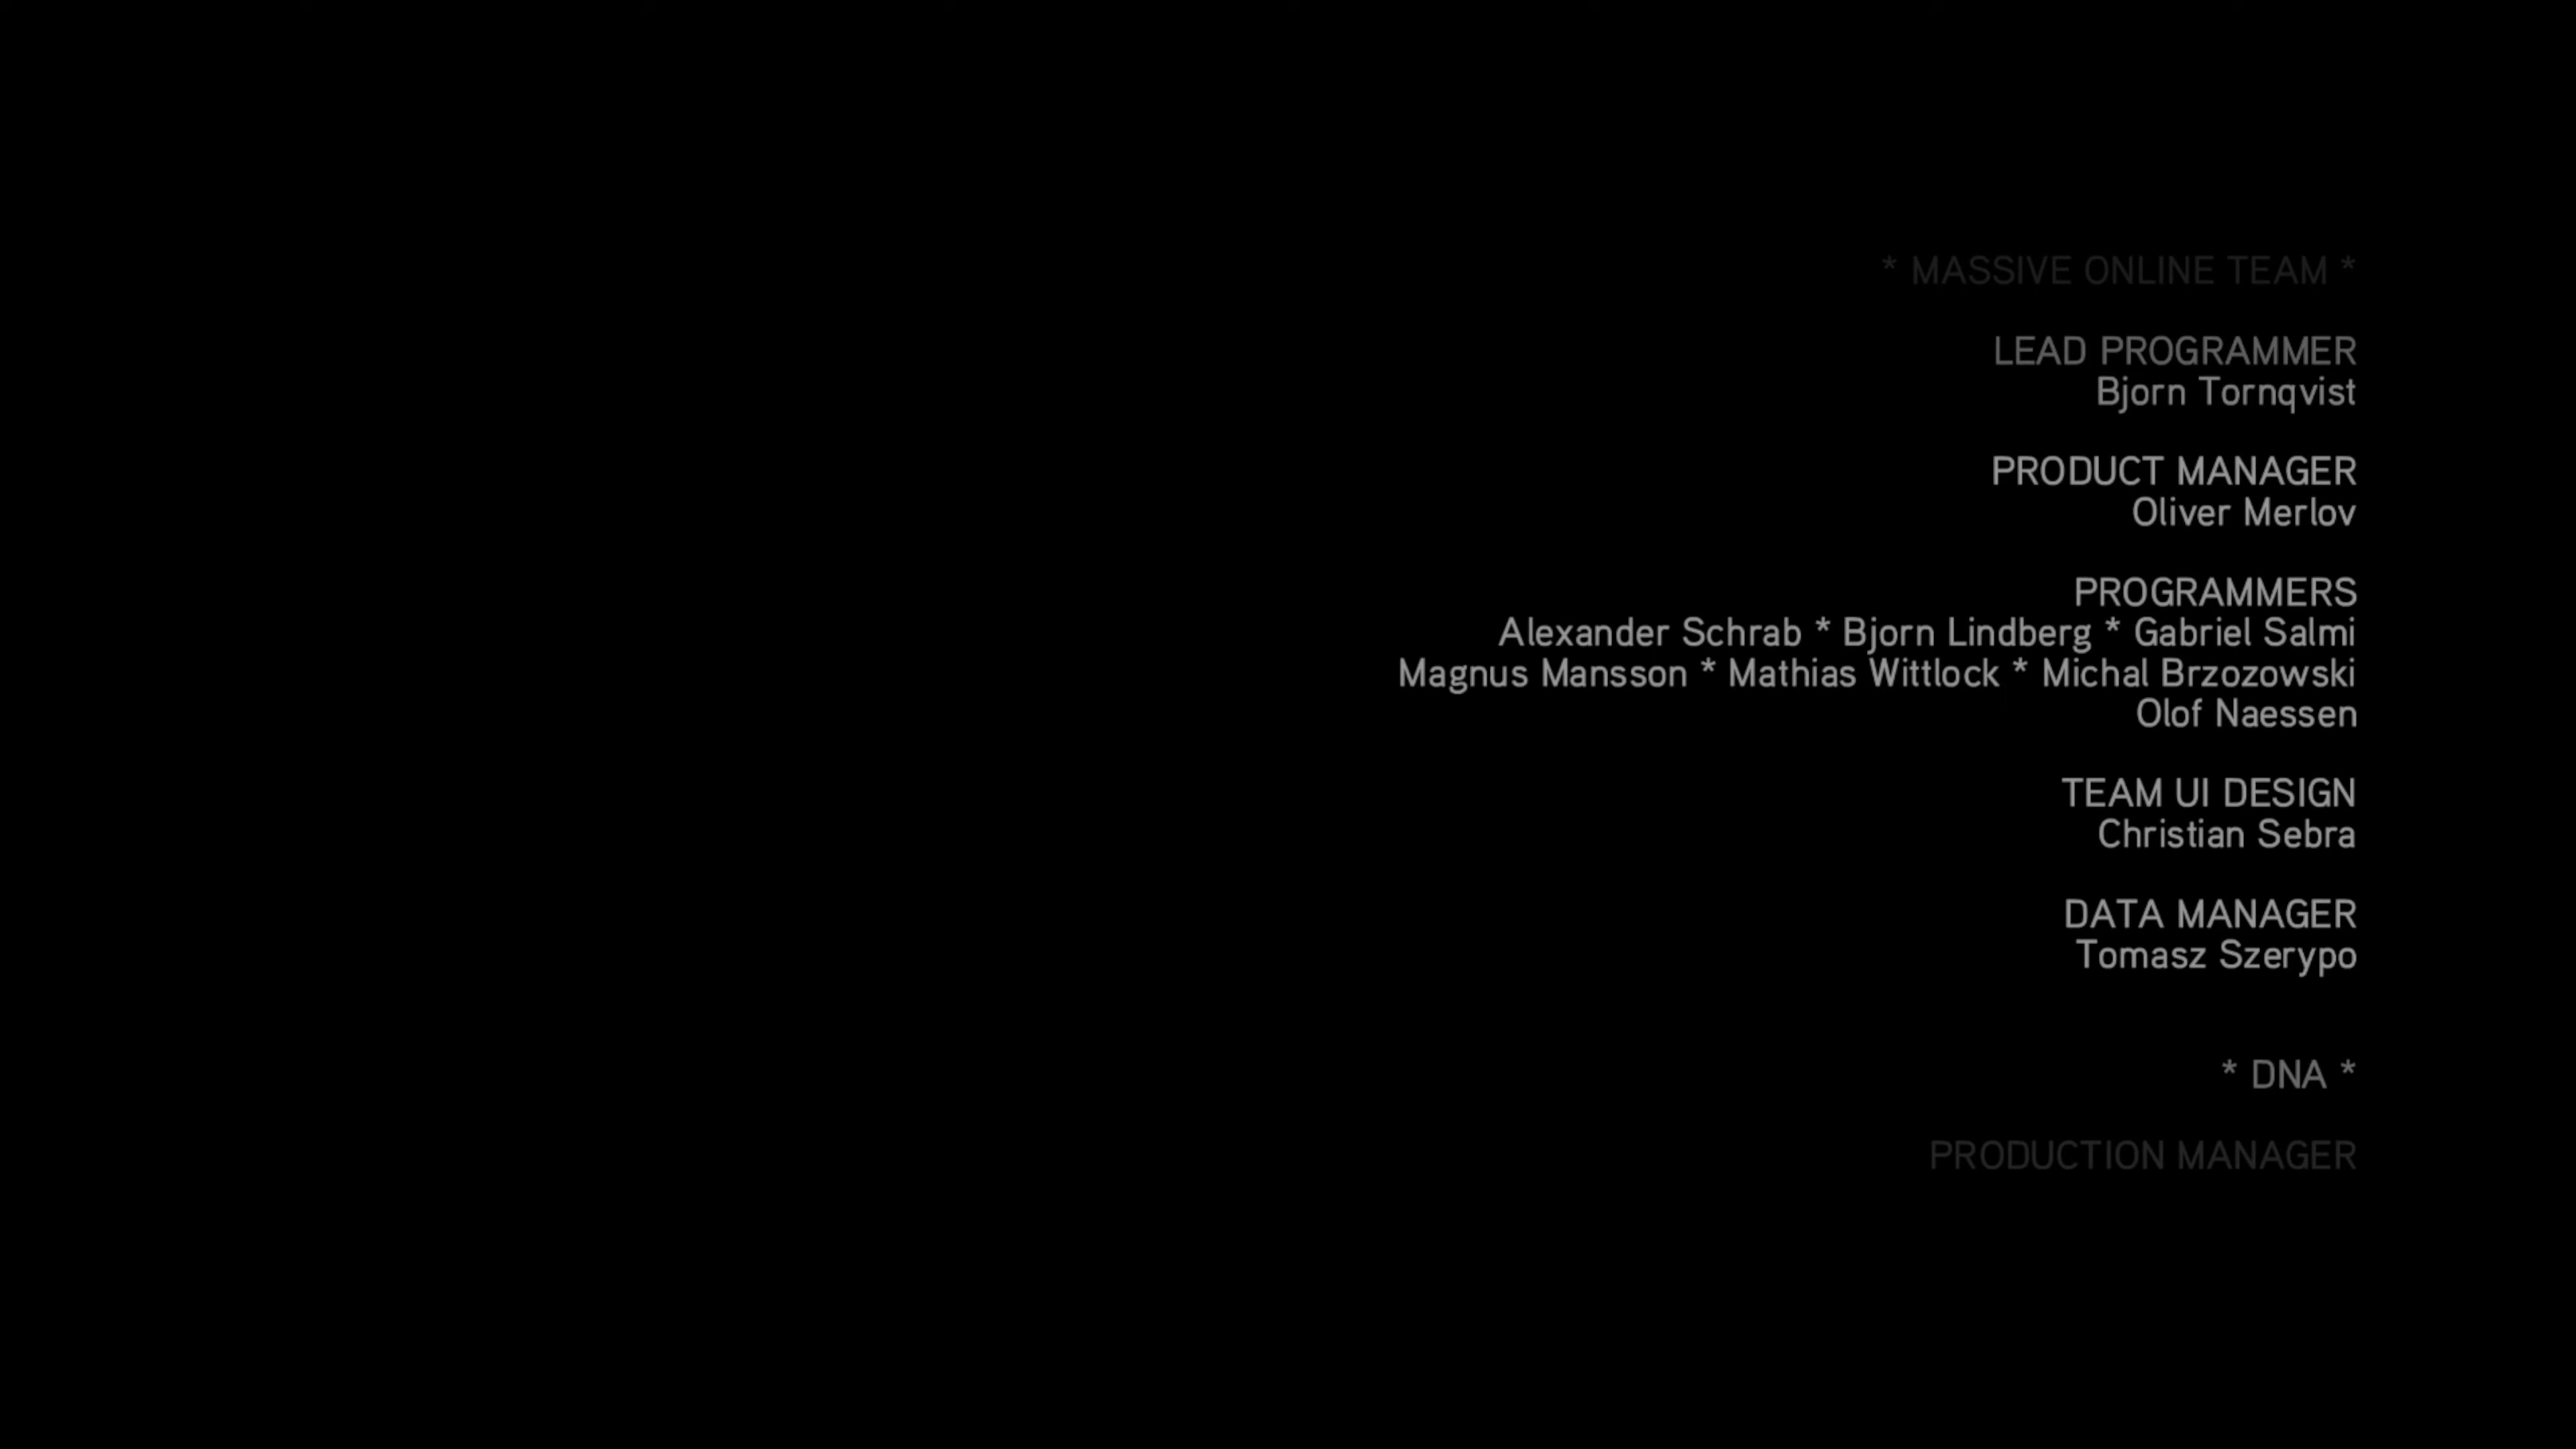 * MASSIVE ONLINE TEAM *
LEAD PROGRAMMER
Bjorn Tornqvist
PRODUCT MANAGER
Oliver Merlov
PROGRAMMERS
Alexander Schrab * Bjorn Lindberg * Gabriel Salmi
Magnus Mansson * Mathias Wittlock * Michal Brzozowski
Olof Naessen
TEAM UI DESIGN
Christian Sebra
DATA MANAGER
Tomasz Szerypo
* DNA *
PRODUCTION MANAGER